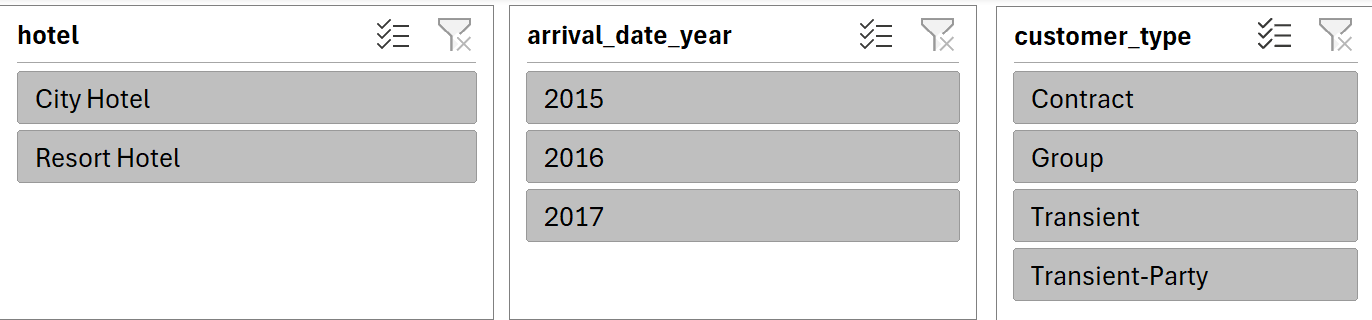 hotel
City Hotel
Resort Hotel
arrival_date_year
2015
2016
2017
customer_type
Contract
Group
Transient
Transient-Party